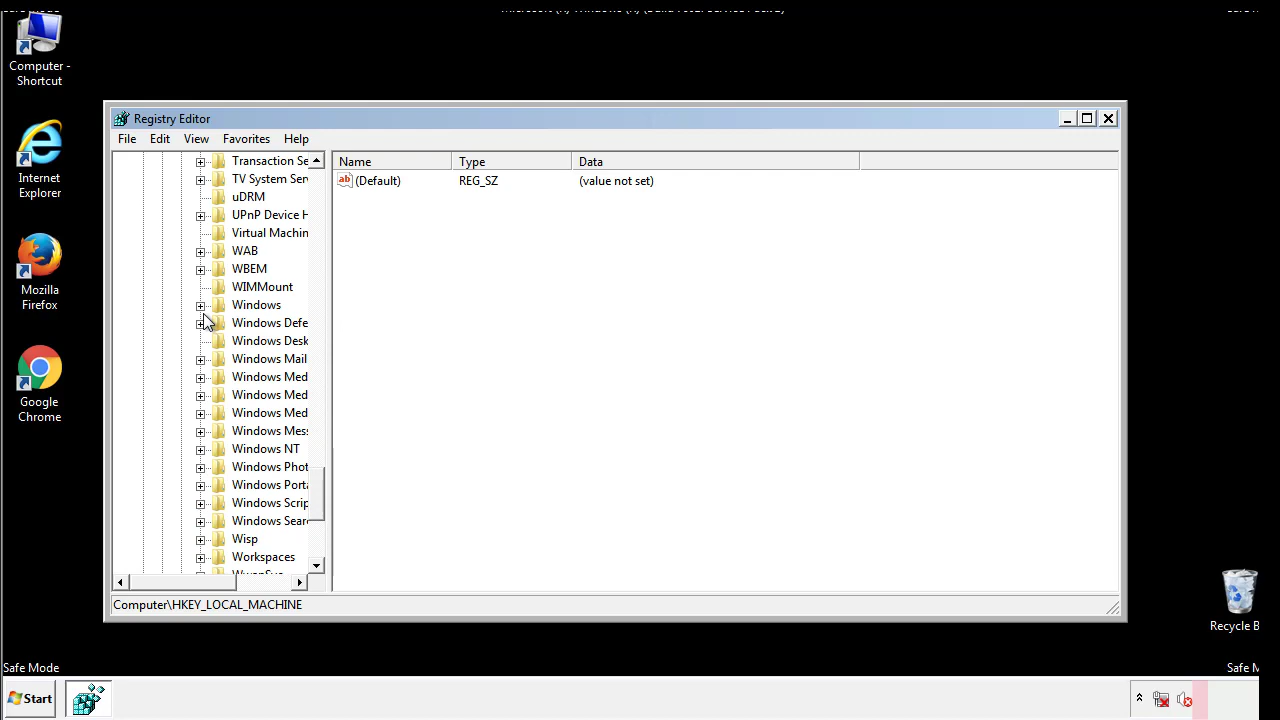 Computer -
Shortcut
Internet
Explorer
Mozilla
Firefox
Google
Chrome
Registry Editor
File Edit View Favorites Help
Transaction Se
TV System Serv
uDRM
UPnP Device H
Virtual Machin
WAB
WBEM
WIMMount
Windows
Windows Defe
Windows Desk
Windows Mail
Windows Med
Windows Med
Windows Med
Windows Mess
Windows NT
Windows Phot
Windows Porta
Windows Scrip
Windows Sear
Wisp
Workspaces
Name Type Data
ab (Default) REG_SZ (value not set)
Computer\HKEY_LOCAL_MACHINE
Recycle B
Safe Mode
Safe M
Start